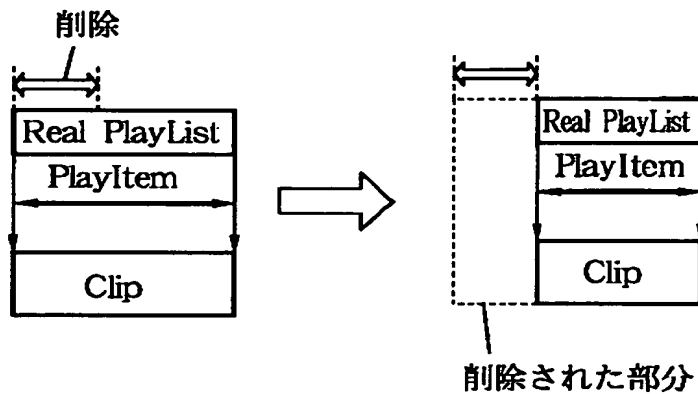 削除
Real PlayList
PlayItem
Clip
Real PlayList
PlayItem
Clip
削除された部分